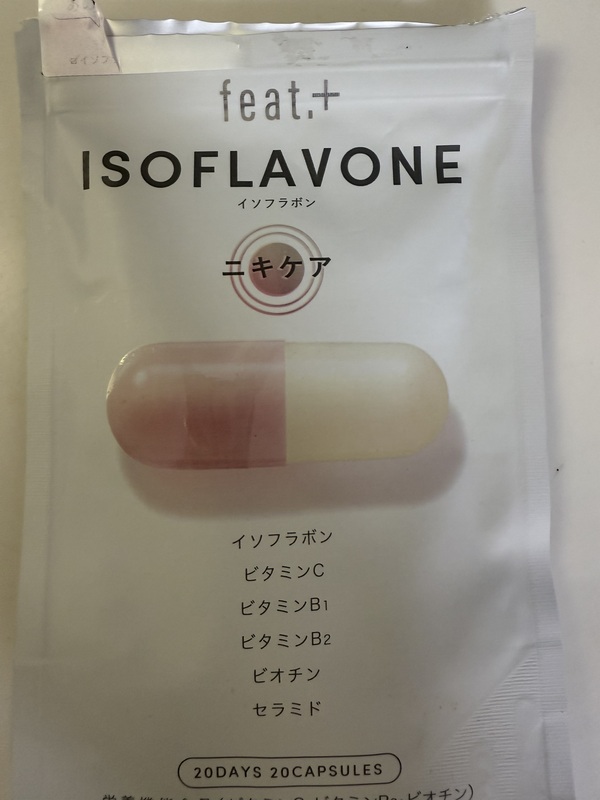 feat.+
ISOFLAVONE
イソフラボン
ニキケア
イソフラボン
ビタミンC
ビタミンB1
ビタミンB2
ビオチン
セラミド
20DAYS 20CAPSULES